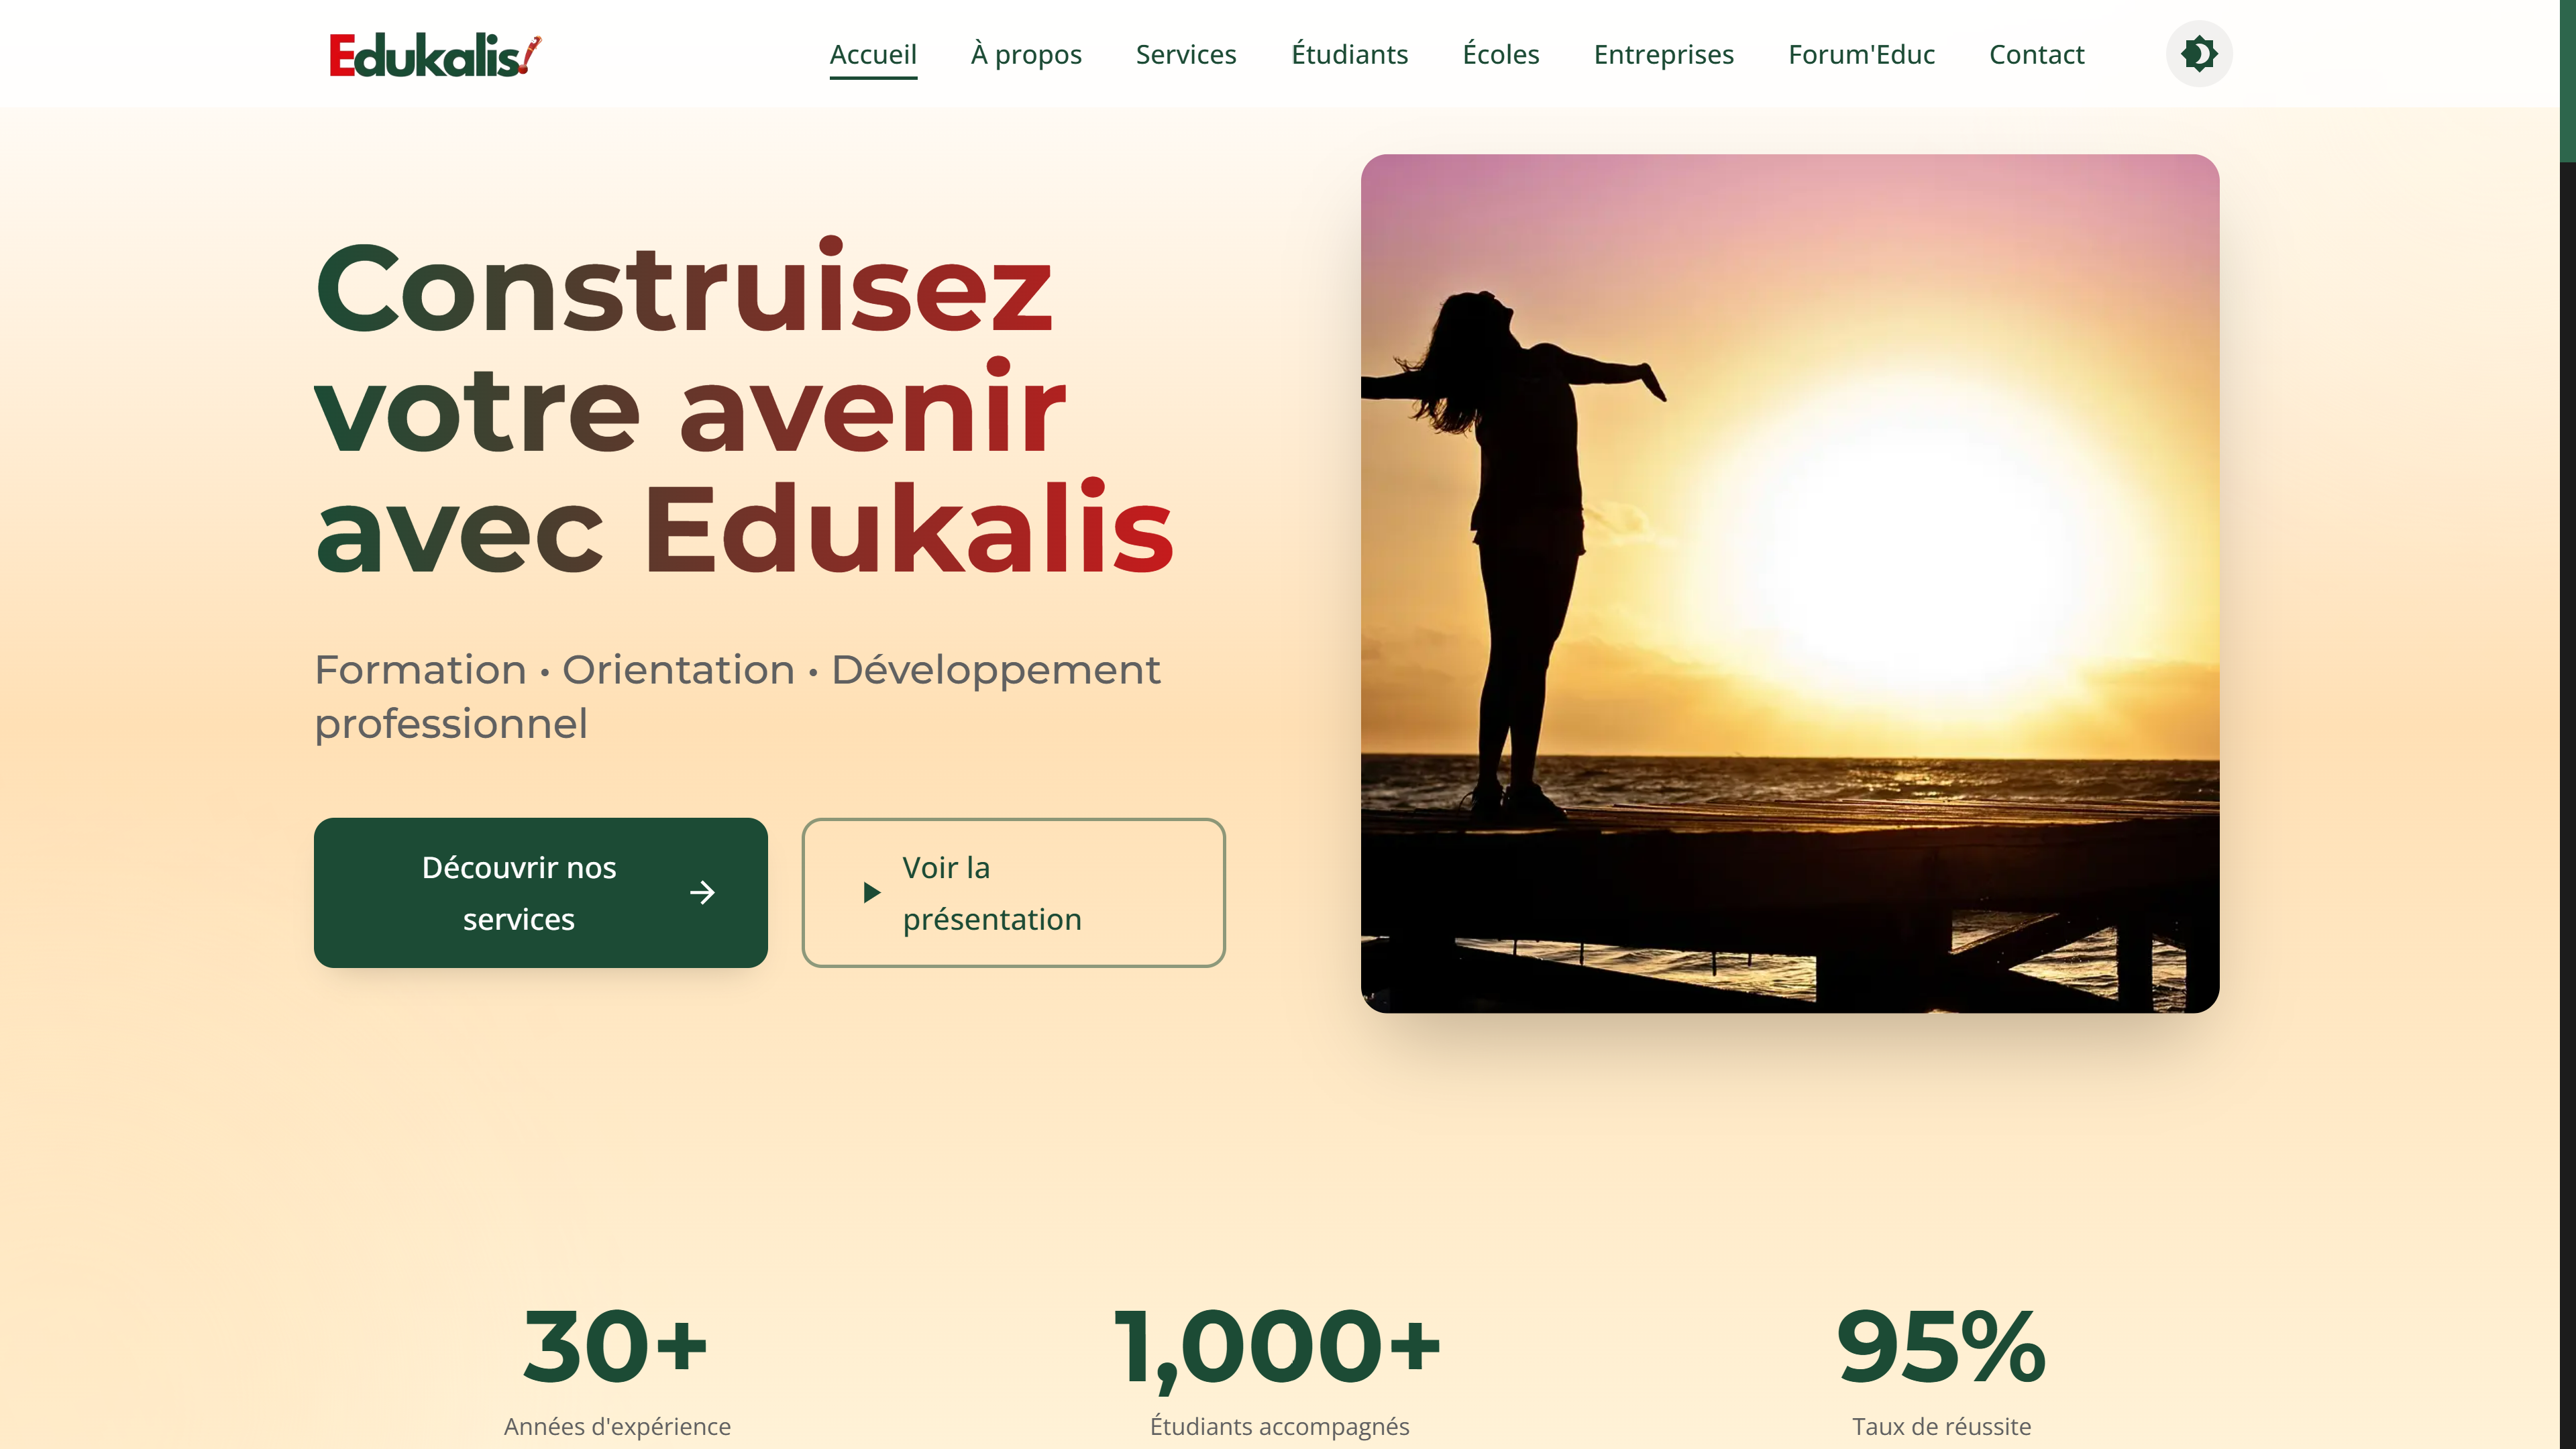 Edukalis!
Accueil
À propos
Services
Étudiants
Écoles
Entreprises
Forum'Educ
Contact
Construisez
votre avenir
avec Edukalis
Formation • Orientation • Développement
professionnel
Découvrir nos
services
Voir la
présentation
30+
Années d'expérience
1,000+
Étudiants accompagnés
95%
Taux de réussite